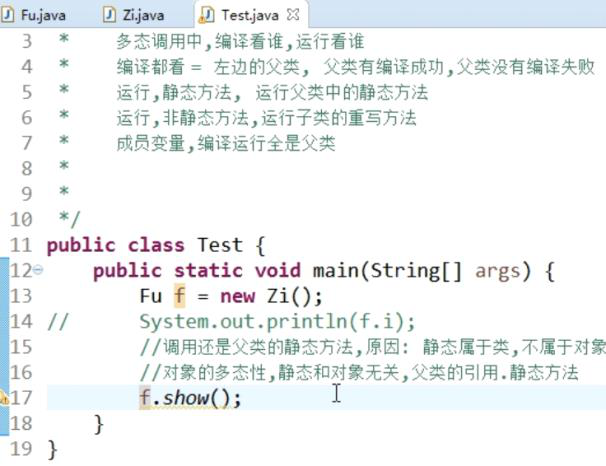 Fu.java Zi.java Test.java
3 * 多态调用中,编译看谁,运行看谁
4 * 编译都看 = 左边的父类, 父类有编译成功,父类没有编译失败
5 * 运行,静态方法, 运行父类中的静态方法
6 * 运行,非静态方法,运行子类的重写方法
7 * 成员变量,编译运行全是父类
8 *
9 *
10 */
11 public class Test {
12 public static void main(String[] args) {
13 Fu f = new Zi();
14 // System.out.println(f.i);
15 //调用还是父类的静态方法,原因: 静态属于类,不属于对象
16 //对象的多态性,静态和对象无关,父类的引用.静态方法
17 f.show();
18 }
19 }